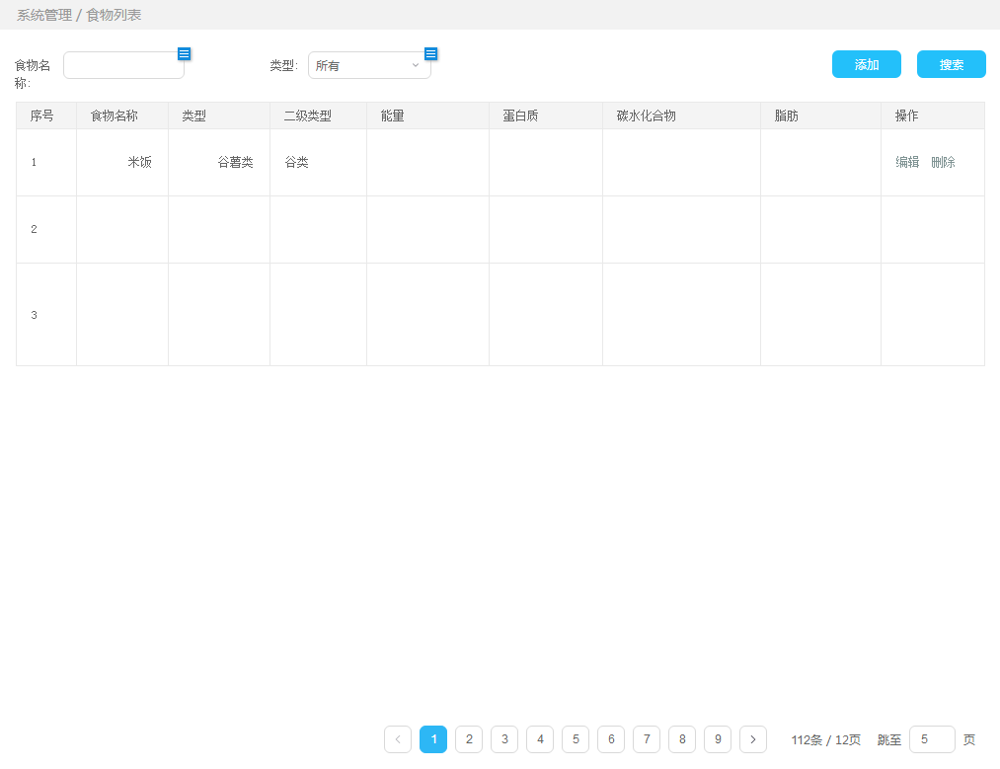 系统管理 / 食物列表
食物名称:
类型: 所有
添加 搜索
序号 食物名称 类型 二级类型 能量 蛋白质 碳水化合物 脂肪 操作
1 米饭 谷薯类 谷类 编辑 删除
2
3
1 2 3 4 5 6 7 8 9 112条 / 12页 跳至 5 页